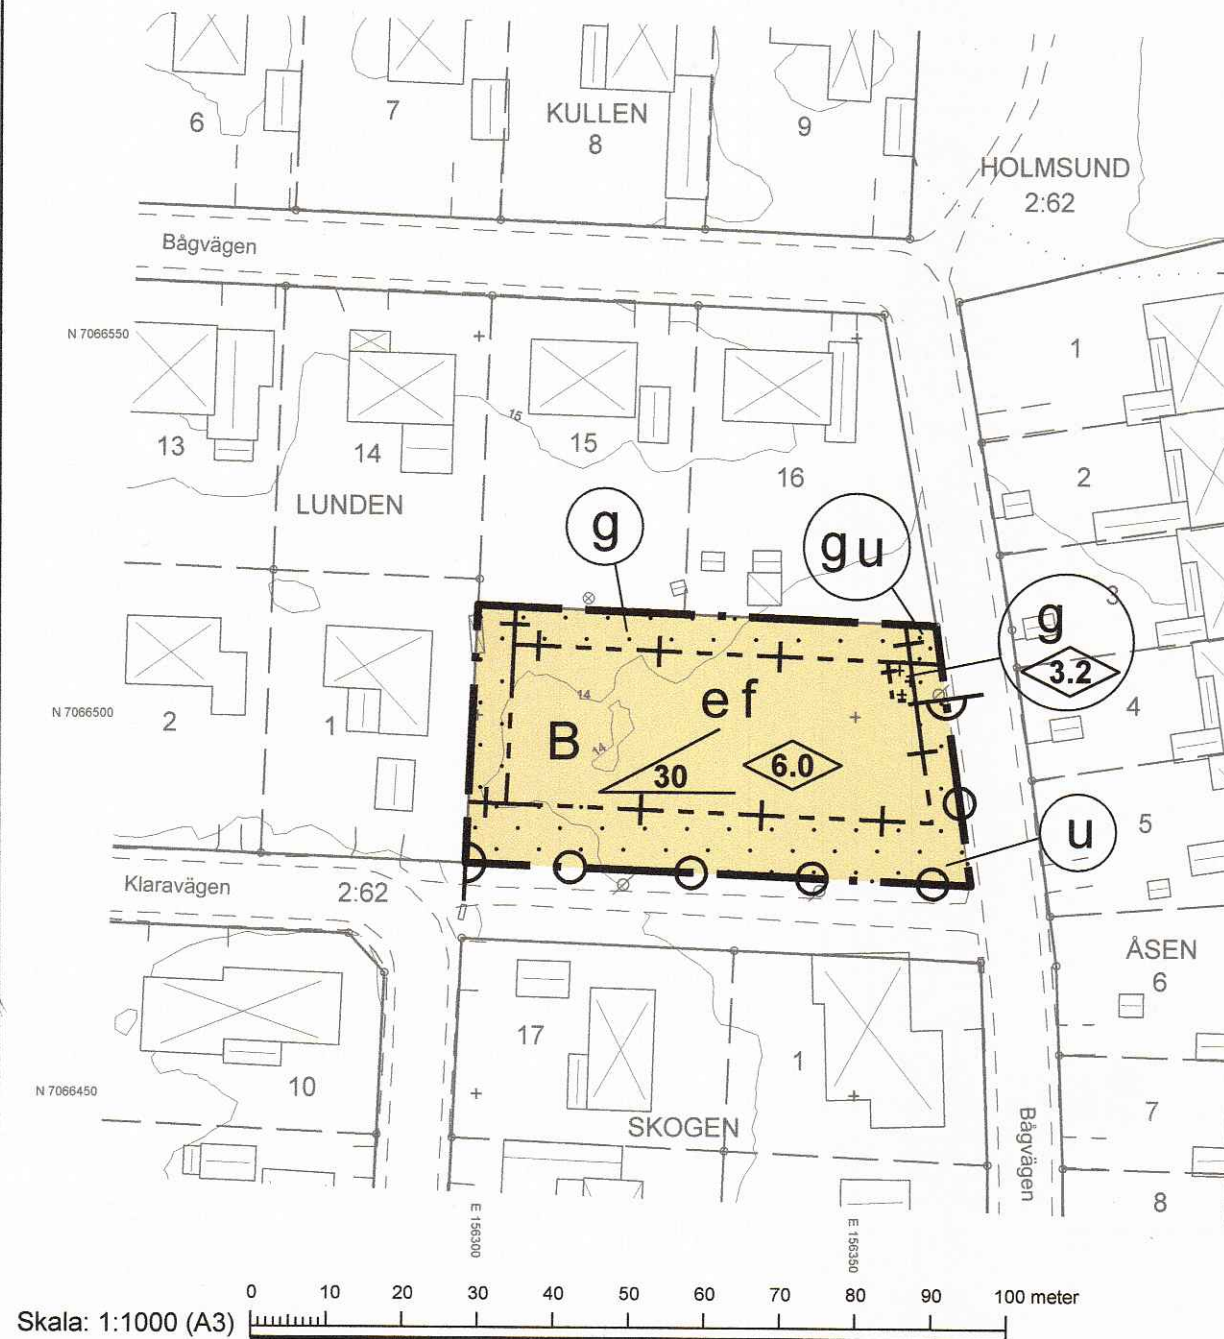 6
7
KULLEN
8
9
HOLMSUND
2:62
Bågvägen
N 7066550
1
13
14
15
15
16
2
LUNDEN
g
gu
3
g
3.2
4
N 7066500
2
1
14
14
B
ef
30
6.0
5
u
Klaravägen
2:62
ÅSEN
6
17
1
10
N 7066450
SKOGEN
Bågvägen
7
8
E 156300
E 156350
0 10 20 30 40 50 60 70 80 90 100 meter
Skala: 1:1000 (A3)